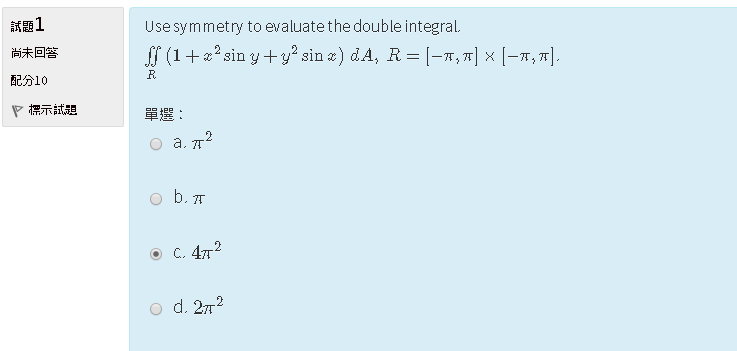 試題1
尚未回答
配分10
標示試題
Use symmetry to evaluate the double integral.
∬ (1 + x² sin y + y² sin x) dA, R = [−π, π] × [−π, π].
R
單選：
a. π²
b. π
c. 4π²
d. 2π²